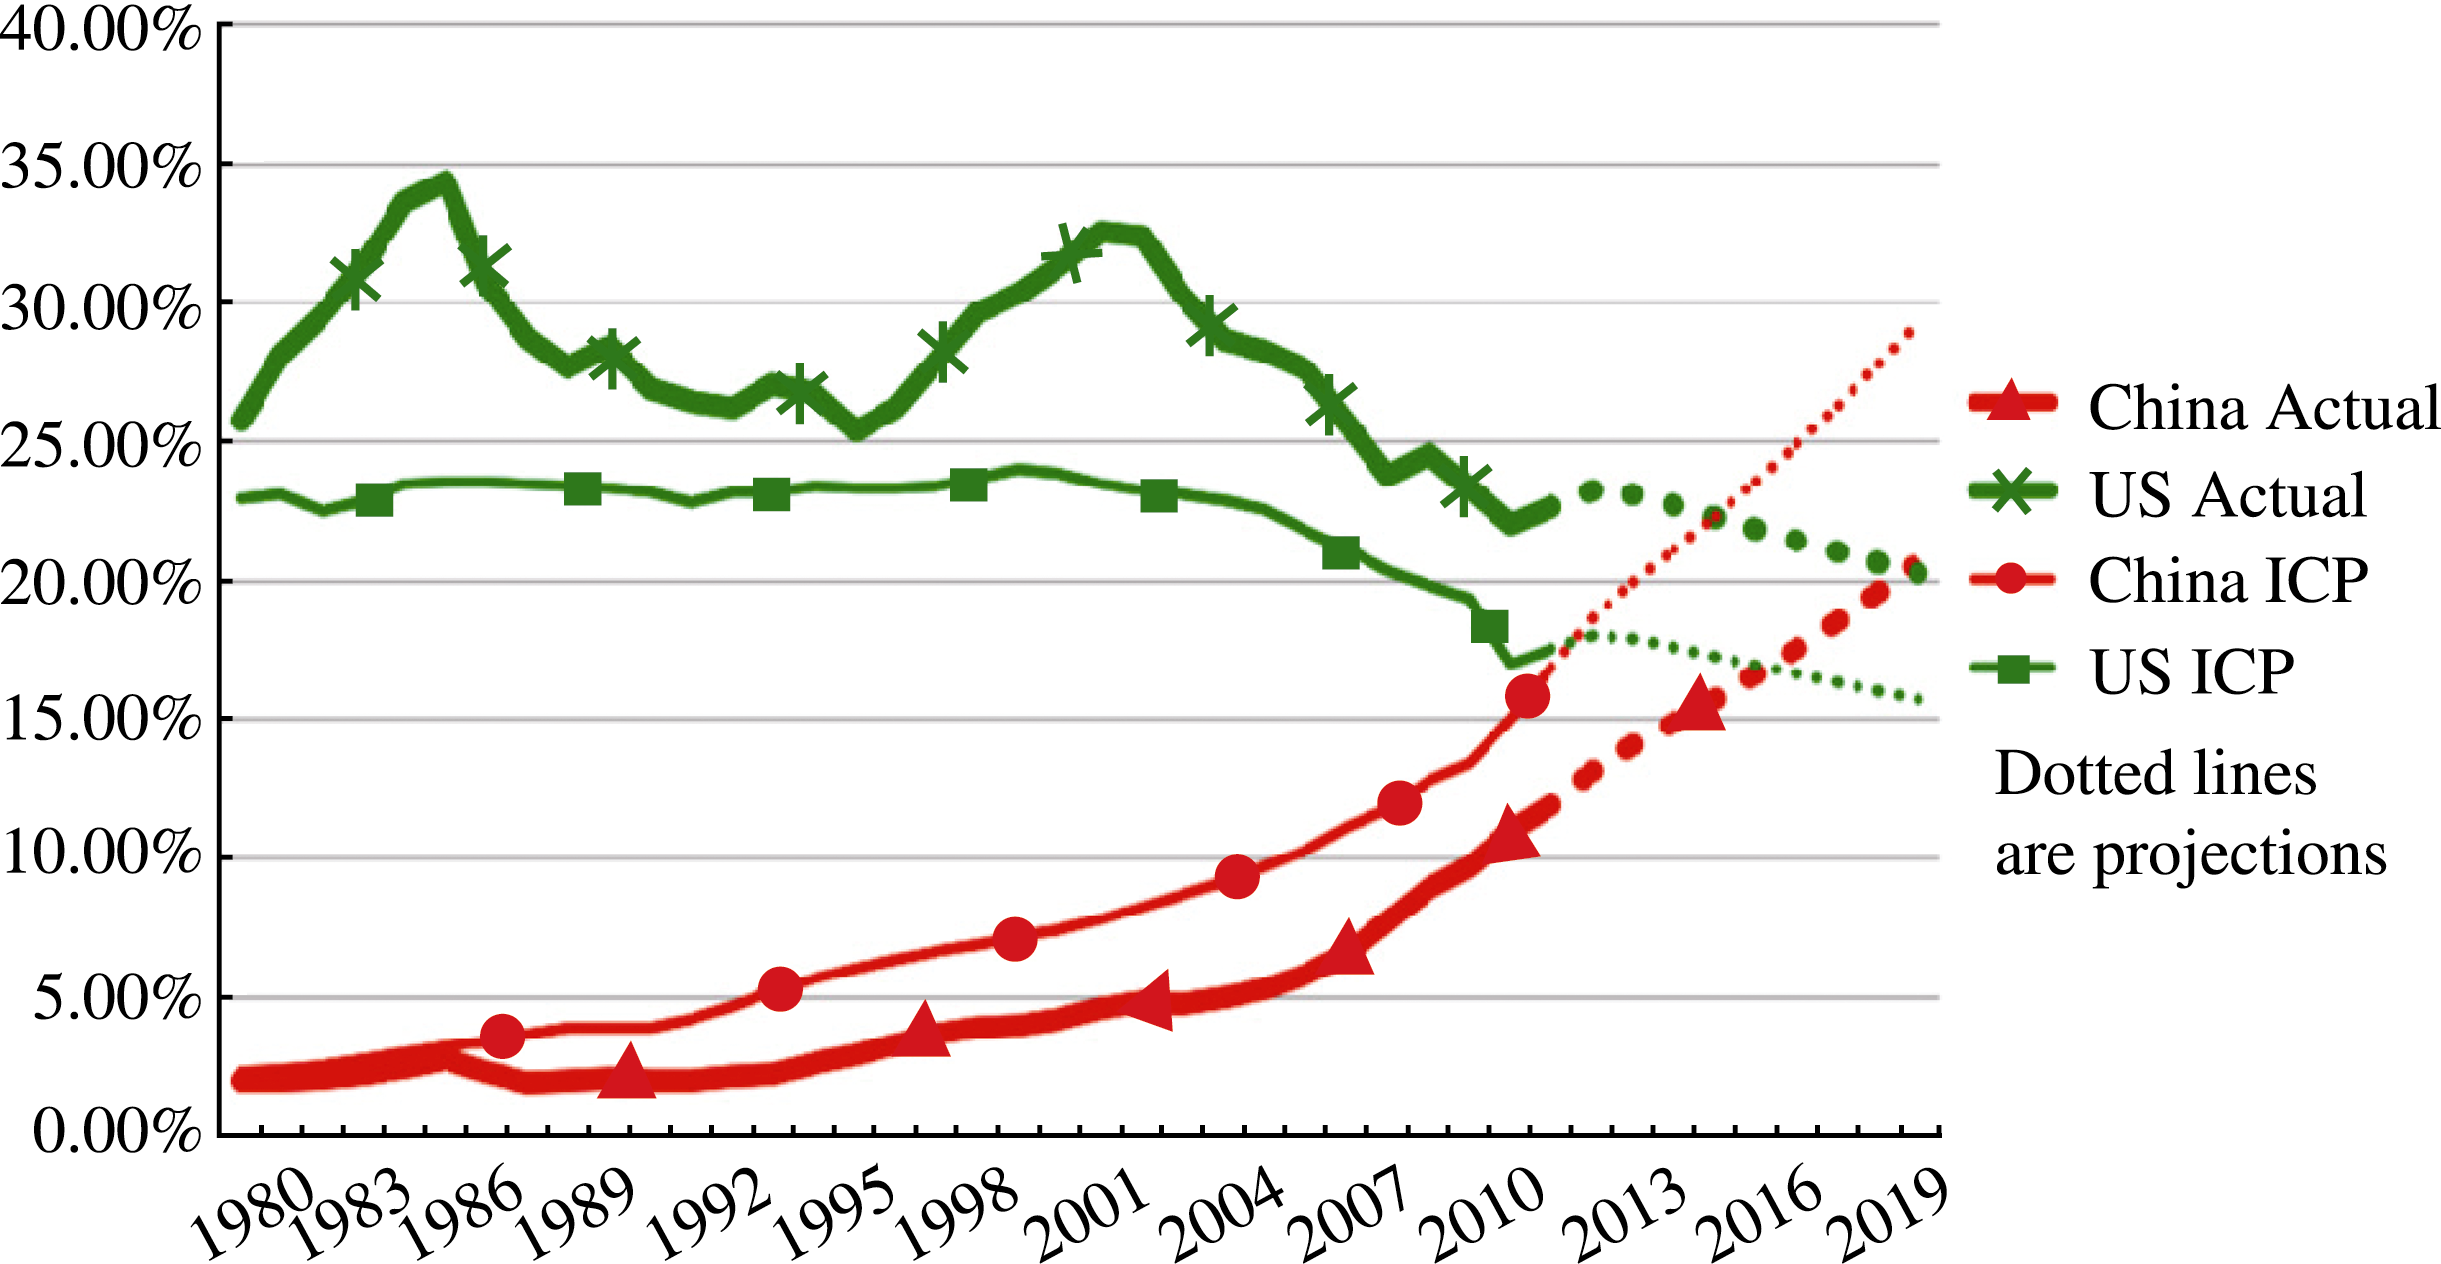 40.00%
35.00%
30.00%
25.00%
20.00%
15.00%
10.00%
5.00%
0.00%
1980 1983 1986 1989 1992 1995 1998 2001 2004 2007 2010 2013 2016 2019
China Actual
US Actual
China ICP
US ICP
Dotted lines
are projections